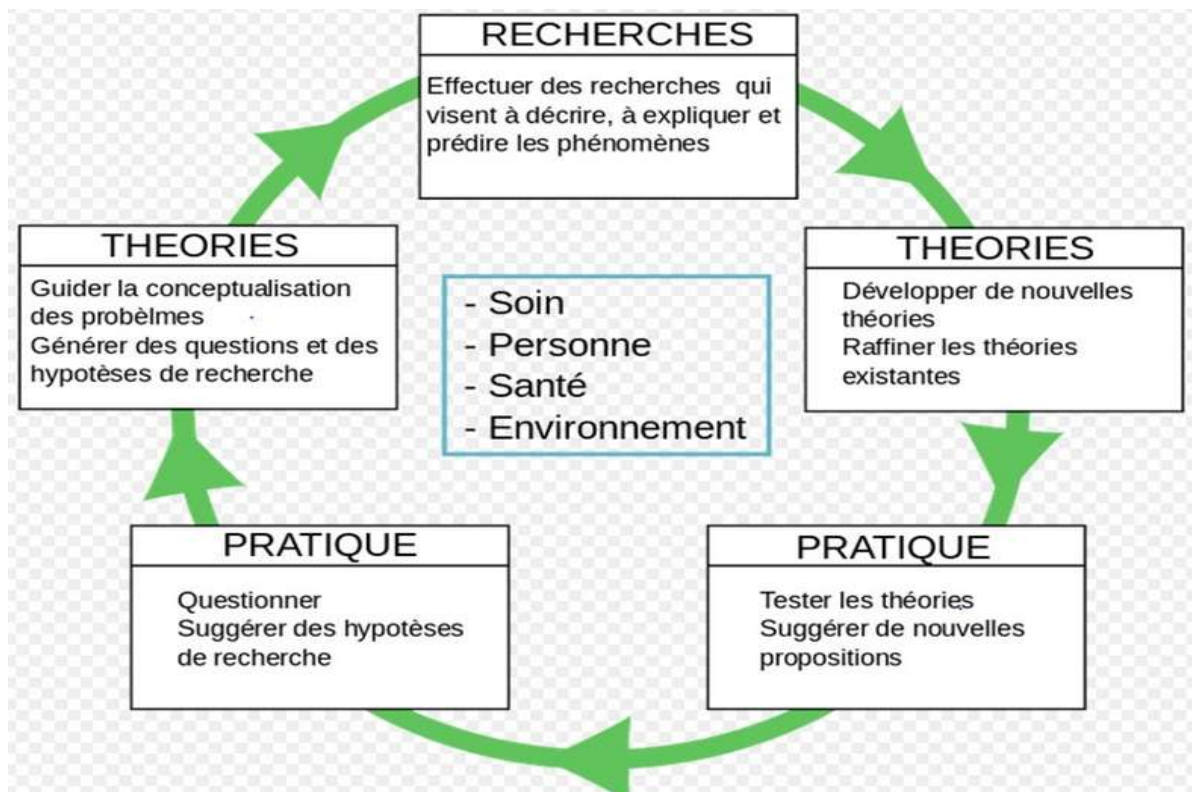 RECHERCHES
Effectuer des recherches qui
visent à décrire, à expliquer et
prédire les phénomènes
THEORIES
Développer de nouvelles
théories
Raffiner les théories
existantes
PRATIQUE
Tester les théories
Suggérer de nouvelles
propositions
PRATIQUE
Questionner
Suggérer des hypotèses
de recherche
THEORIES
Guider la conceptualisation
des probèlmes
Générer des questions et des
hypotèses de recherche
- Soin
- Personne
- Santé
- Environnement